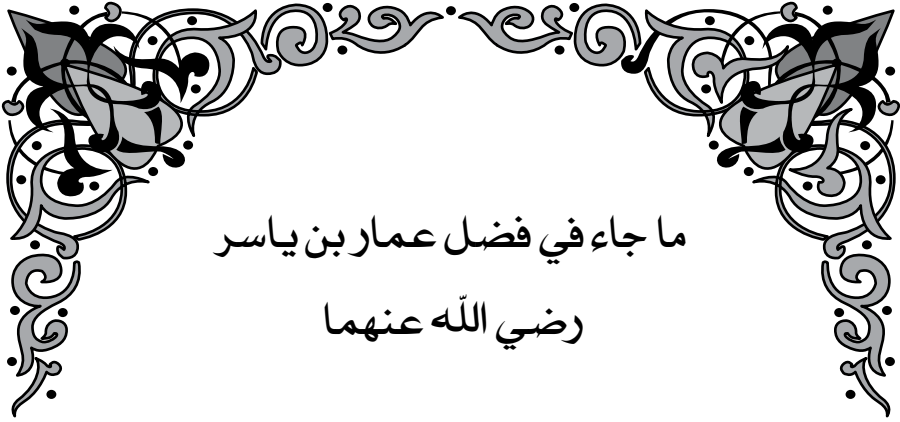 ما جاء في فضل عمار بن ياسر
رضي الله عنهما